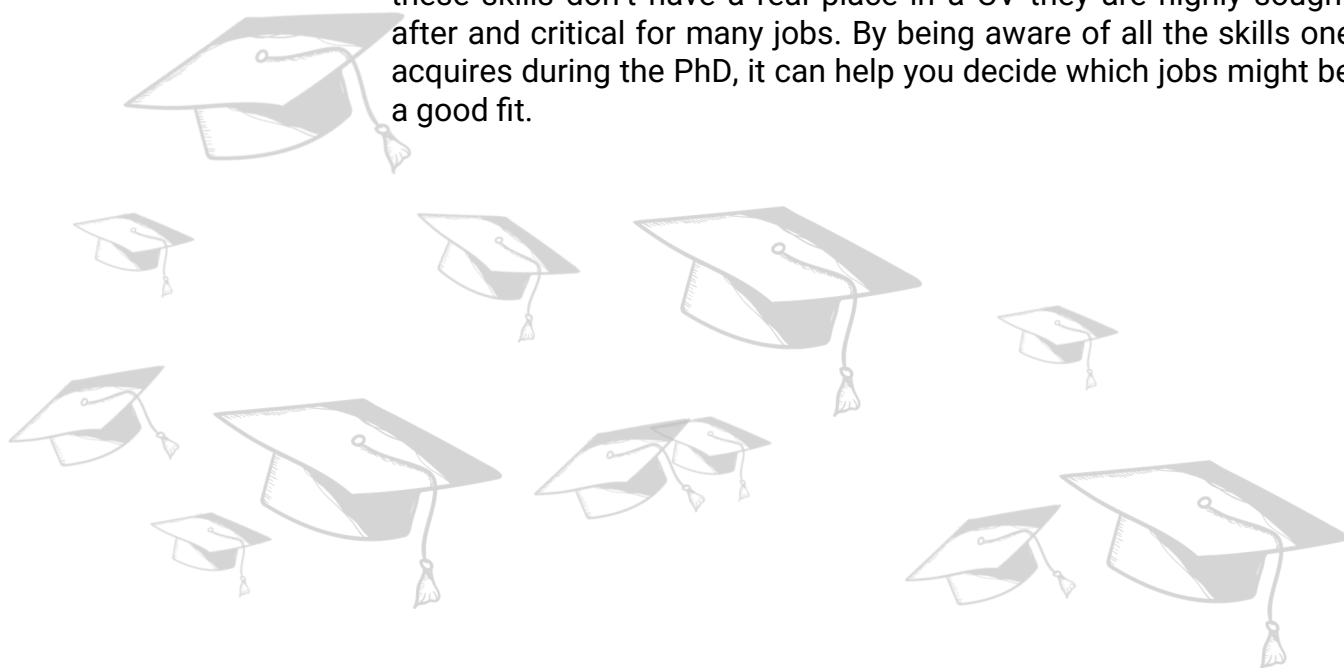 these skills don't have a real place in a CV they are highly sought
after and critical for many jobs. By being aware of all the skills one
acquires during the PhD, it can help you decide which jobs might be
a good fit.